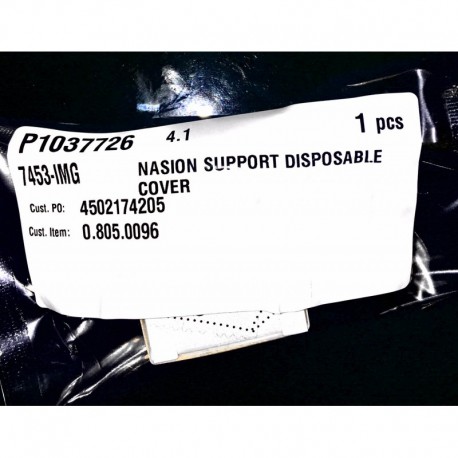 P1037726 4.1 1 pcs
7453-IMG NASION SUPPORT DISPOSABLE
COVER
Cust. PO: 4502174205
Cust. Item: 0.805.0096